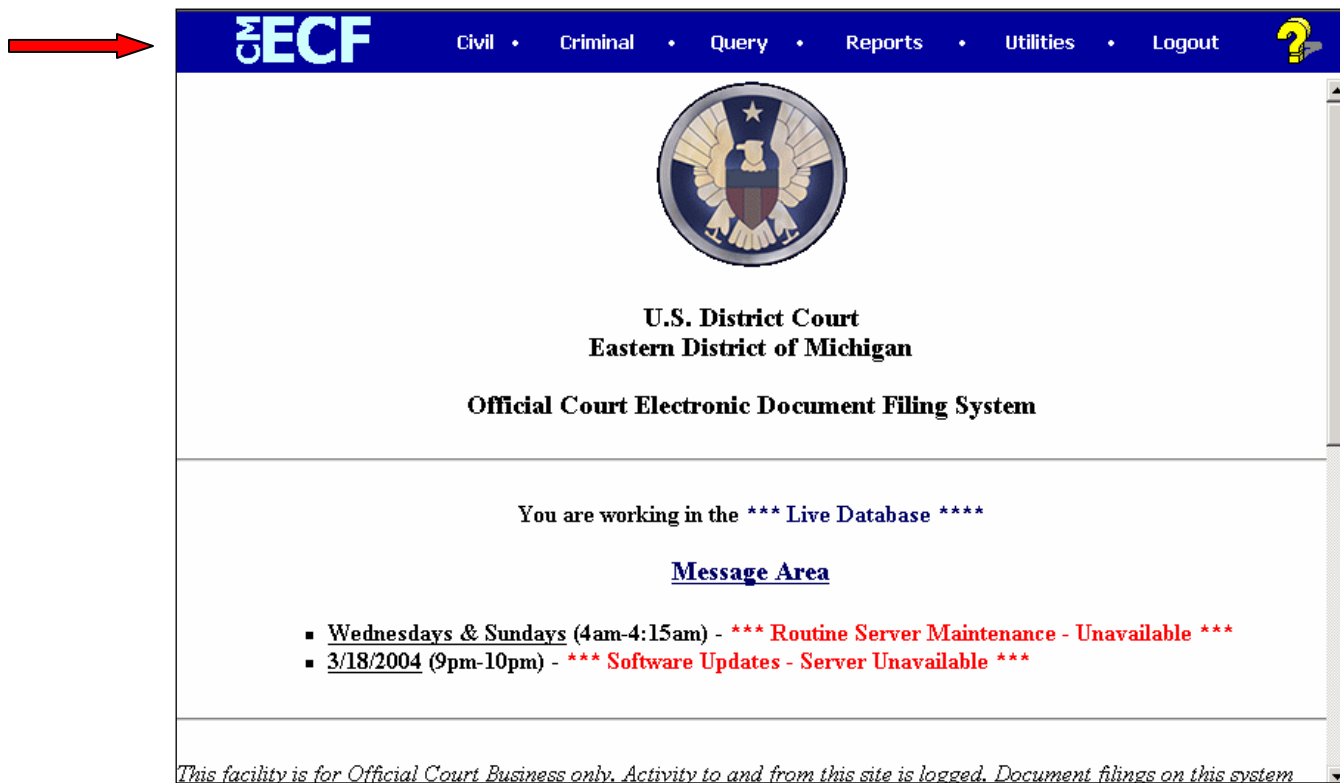 CM ECF Civil • Criminal • Query • Reports • Utilities • Logout ?
U.S. District Court
Eastern District of Michigan
Official Court Electronic Document Filing System
You are working in the *** Live Database ****
Message Area
▪ Wednesdays & Sundays (4am-4:15am) - *** Routine Server Maintenance - Unavailable ***
▪ 3/18/2004 (9pm-10pm) - *** Software Updates - Server Unavailable ***
This facility is for Official Court Business only. Activity to and from this site is logged. Document filings on this system